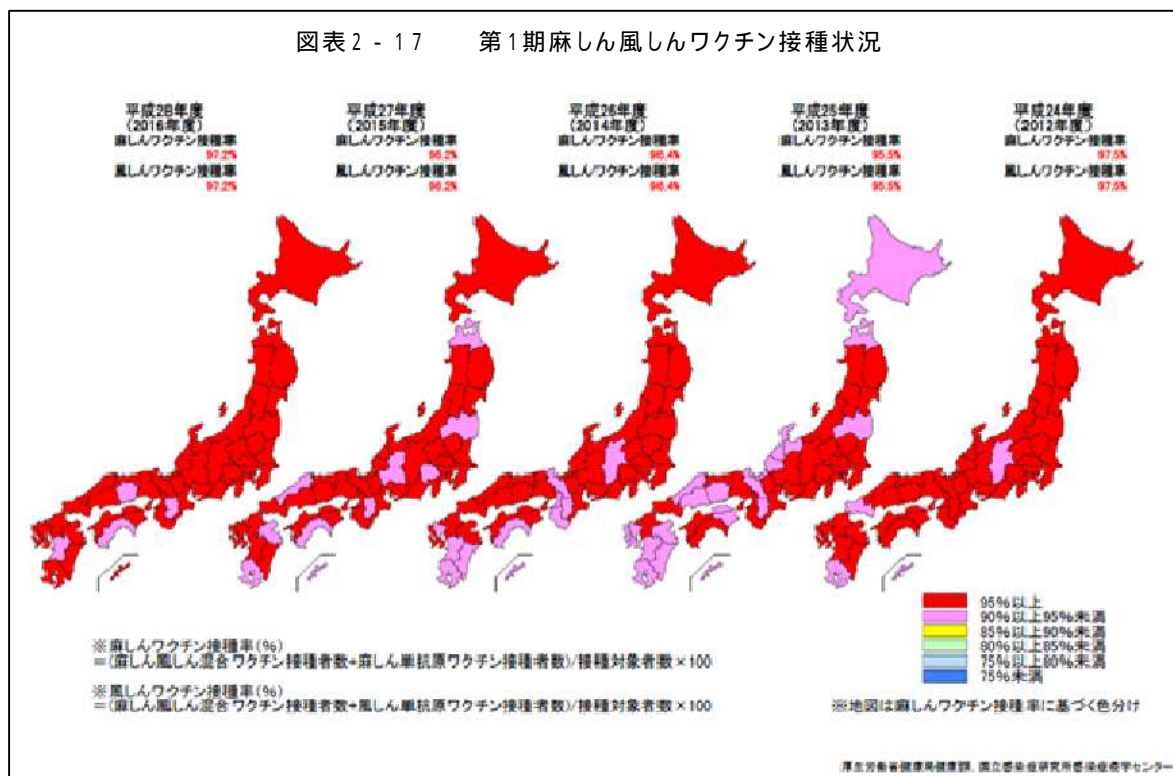 図表2-17　第1期麻しん風しんワクチン接種状況
平成28年度
(2016年度)
麻しんワクチン接種率
97.2%
風しんワクチン接種率
97.2%
平成27年度
(2015年度)
麻しんワクチン接種率
96.2%
風しんワクチン接種率
96.2%
平成26年度
(2014年度)
麻しんワクチン接種率
96.4%
風しんワクチン接種率
96.4%
平成25年度
(2013年度)
麻しんワクチン接種率
95.5%
風しんワクチン接種率
95.5%
平成24年度
(2012年度)
麻しんワクチン接種率
97.5%
風しんワクチン接種率
97.5%
95%以上
90%以上95%未満
85%以上90%未満
80%以上85%未満
75%以上80%未満
75%未満
※麻しんワクチン接種率(%)
=(麻しん風しん混合ワクチン接種者数+麻しん単抗原ワクチン接種者数)/接種対象者数×100
※風しんワクチン接種率(%)
=(麻しん風しん混合ワクチン接種者数+風しん単抗原ワクチン接種者数)/接種対象者数×100
※地図は麻しんワクチン接種率に基づく色分け
厚生労働省健康局健康課、国立感染症研究所感染症疫学センター